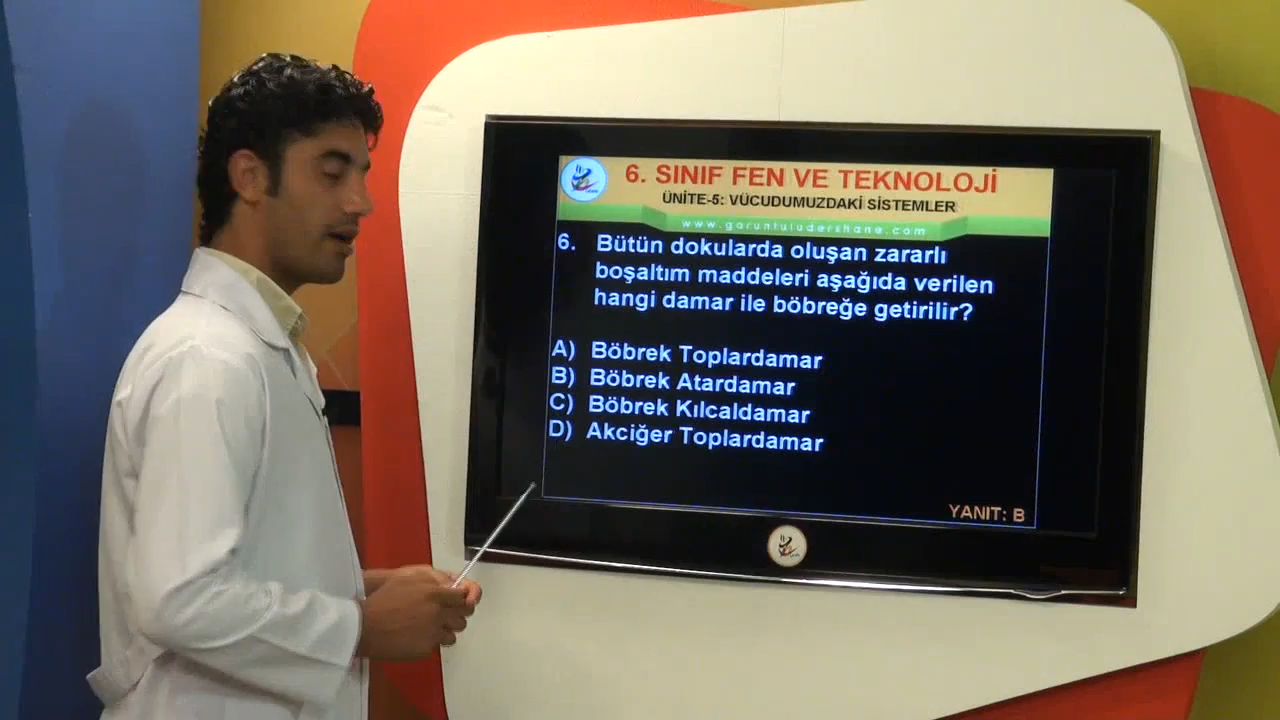 6. SINIF FEN VE TEKNOLOJİ
ÜNİTE-5: VÜCUDUMUZDAKİ SİSTEMLER
www.goruntuludershane.com
6. Bütün dokularda oluşan zararlı
boşaltım maddeleri aşağıda verilen
hangi damar ile böbreğe getirilir?
A) Böbrek Toplardamar
B) Böbrek Atardamar
C) Böbrek Kılcaldamar
D) Akciğer Toplardamar
YANIT: B